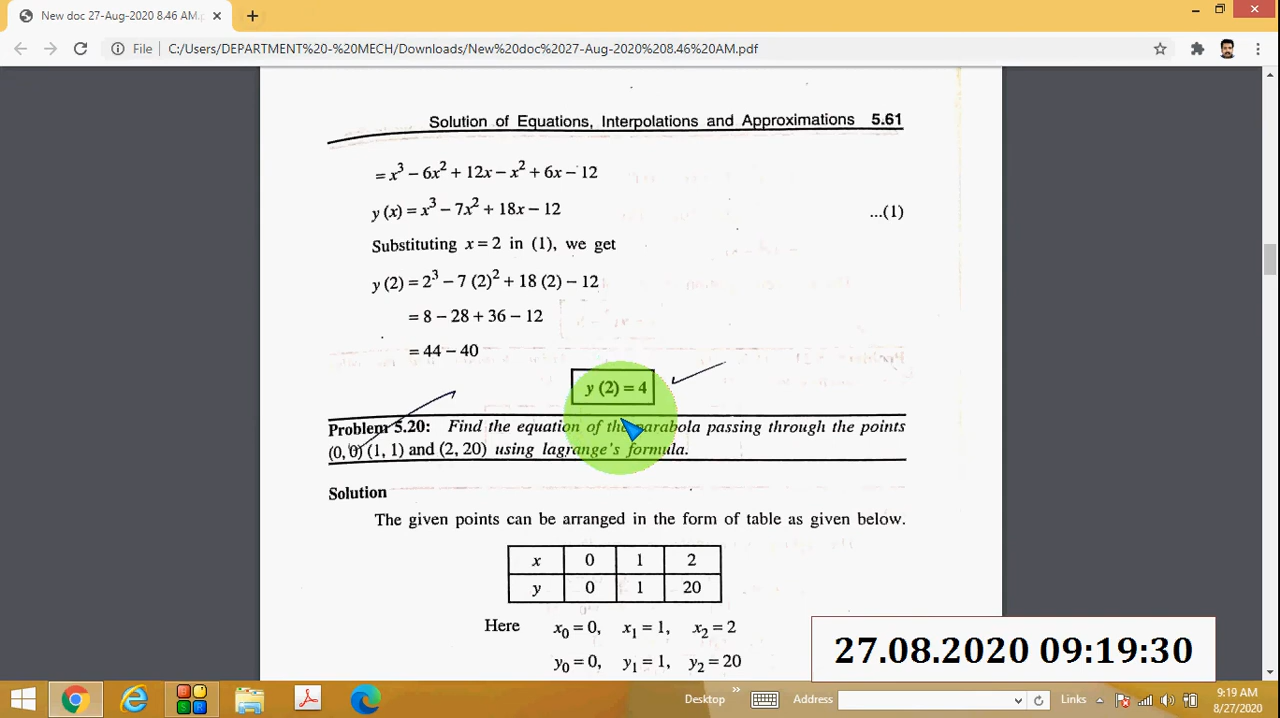 New doc 27-Aug-2020 8.46 AM.p
File | C:/Users/DEPARTMENT%20-%20MECH/Downloads/New%20doc%2027-Aug-2020%208.46%20AM.pdf
Solution of Equations, Interpolations and Approximations 5.61
= x³ − 6x² + 12x − x² + 6x − 12
y (x) = x³ − 7x² + 18x − 12 ...(1)
Substituting x = 2 in (1), we get
y (2) = 2³ − 7 (2)² + 18 (2) − 12
= 8 − 28 + 36 − 12
= 44 − 40
y (2) = 4
Problem 5.20: Find the equation of the parabola passing through the points
(0, 0) (1, 1) and (2, 20) using lagrange's formula.
Solution
The given points can be arranged in the form of table as given below.
x 0 1 2
y 0 1 20
Here x₀ = 0, x₁ = 1, x₂ = 2
y₀ = 0, y₁ = 1, y₂ = 20
27.08.2020 09:19:30
Desktop » Address Links 9:19 AM
8/27/2020